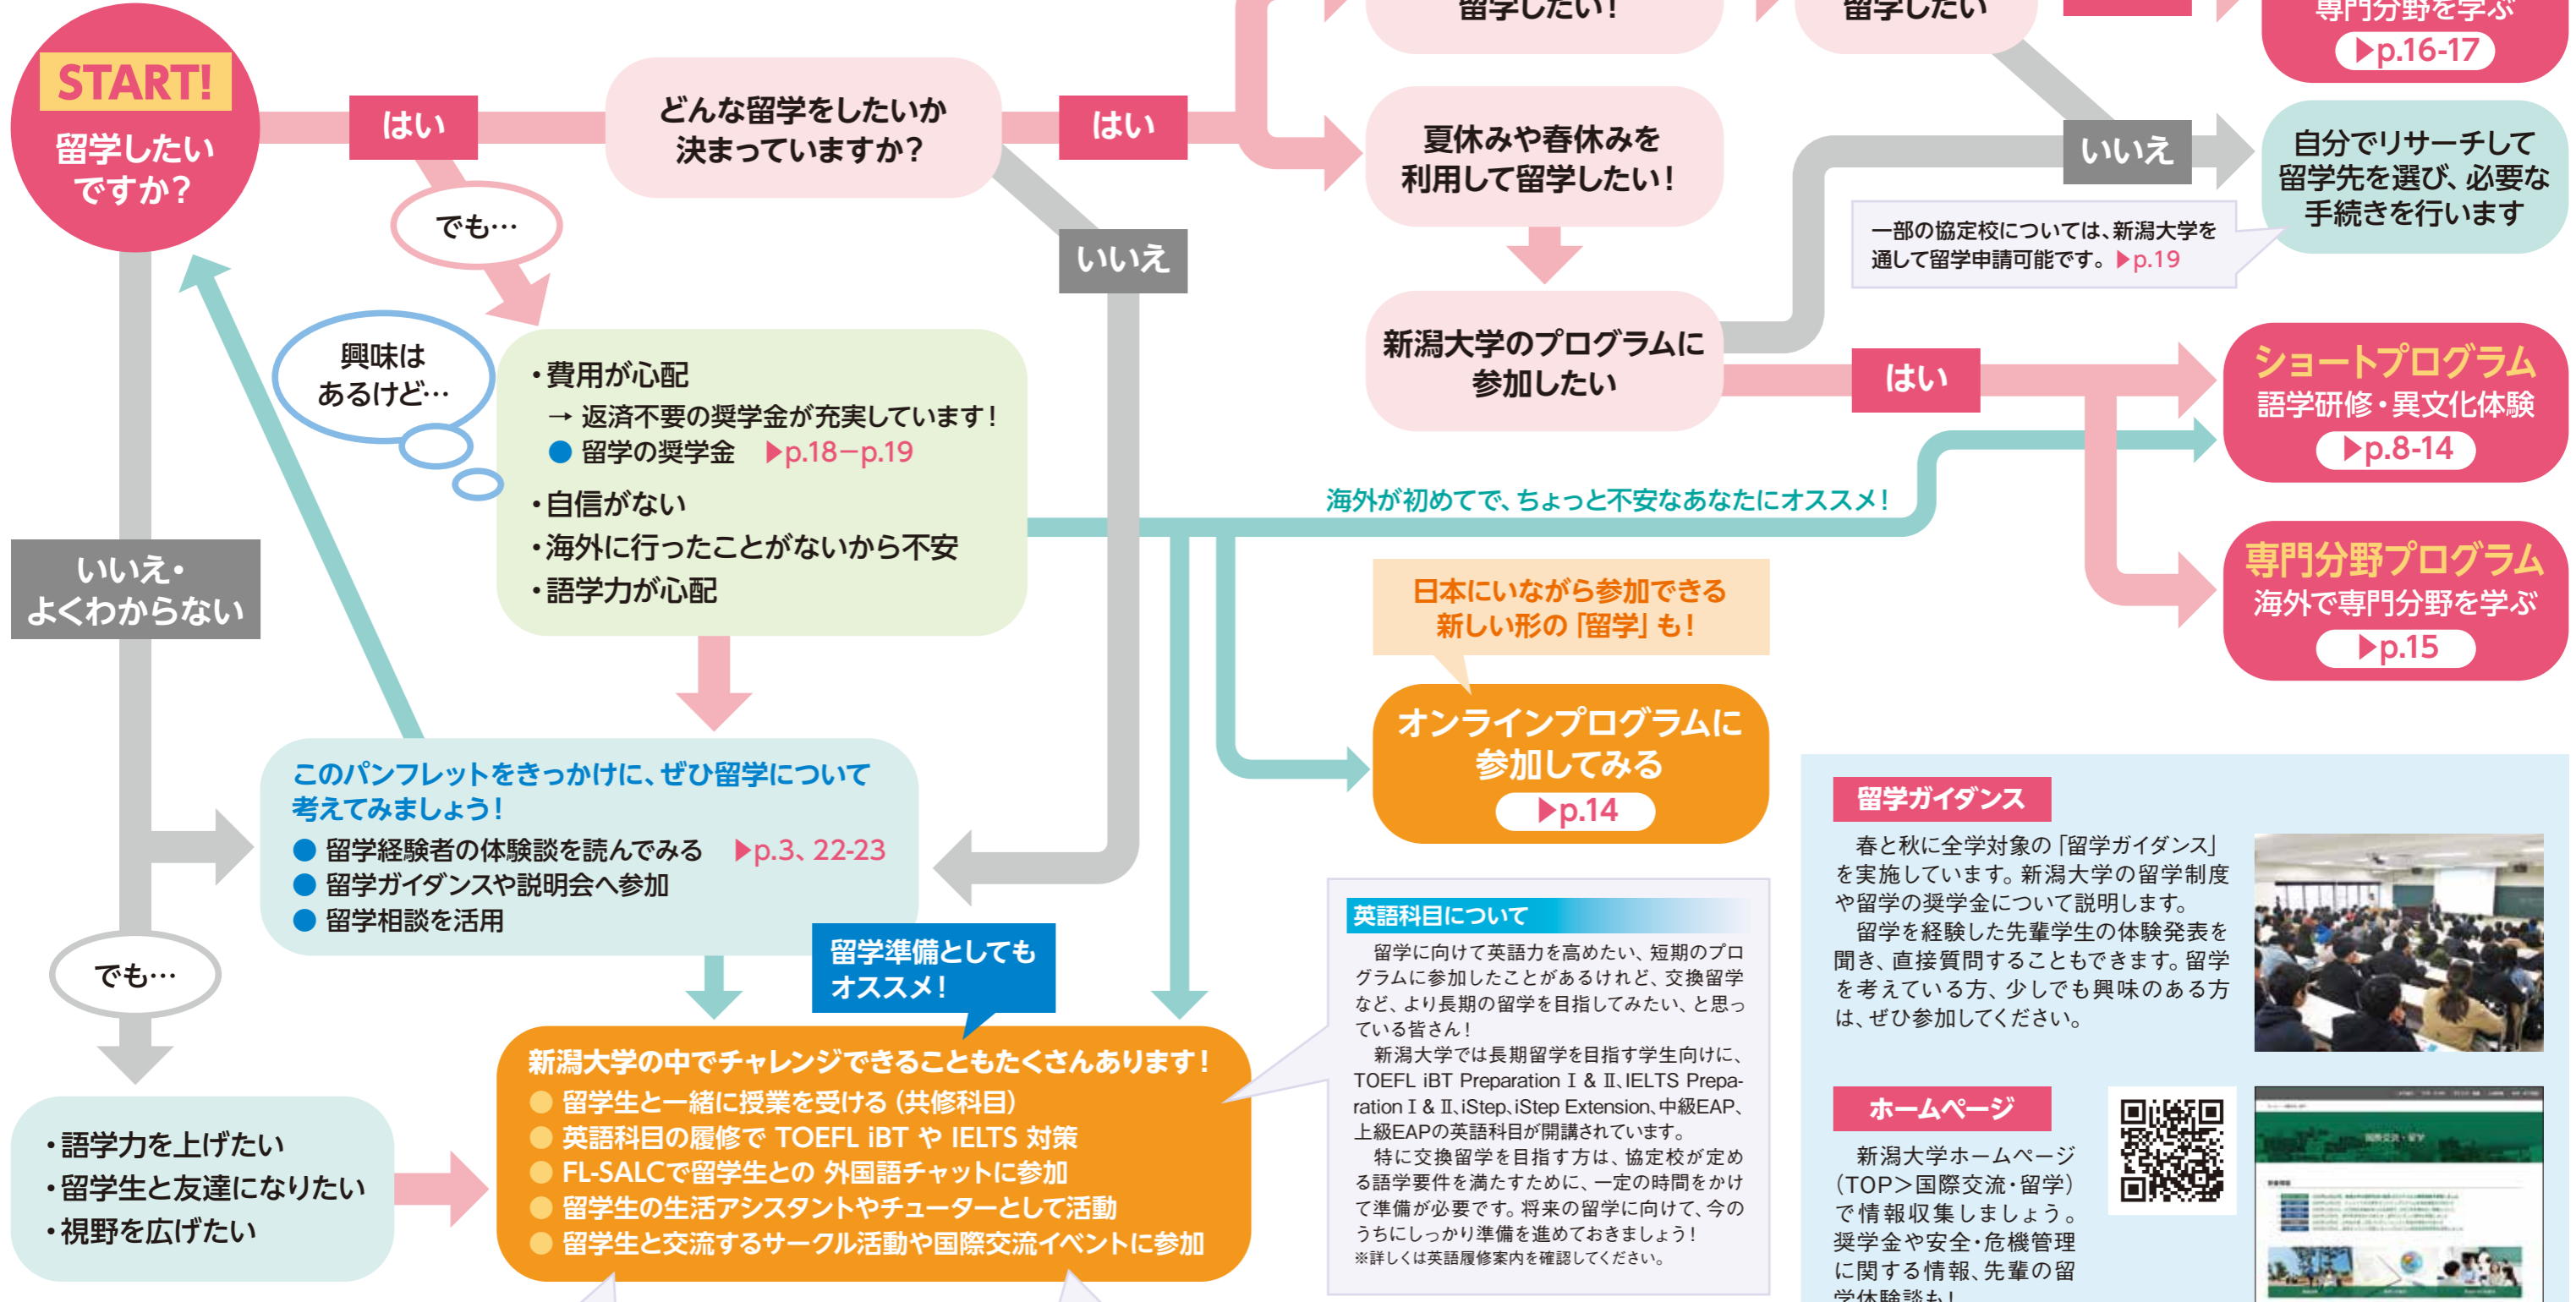 START!
留学したい
ですか?
はい
どんな留学をしたいか
決まっていますか?
はい
留学したい!
留学したい
専門分野を学ぶ
▶p.16-17
夏休みや春休みを
利用して留学したい!
いいえ
自分でリサーチして
留学先を選び、必要な
手続きを行います
一部の協定校については、新潟大学を
通して留学申請可能です。▶p.19
でも…
いいえ
興味は
あるけど…
・費用が心配
→ 返済不要の奨学金が充実しています!
● 留学の奨学金 ▶p.18−p.19
・自信がない
・海外に行ったことがないから不安
・語学力が心配
新潟大学のプログラムに
参加したい
はい
ショートプログラム
語学研修・異文化体験
▶p.8-14
海外が初めてで、ちょっと不安なあなたにオススメ!
専門分野プログラム
海外で専門分野を学ぶ
▶p.15
いいえ・
よくわからない
日本にいながら参加できる
新しい形の「留学」も!
オンラインプログラムに
参加してみる
▶p.14
このパンフレットをきっかけに、ぜひ留学について
考えてみましょう!
● 留学経験者の体験談を読んでみる ▶p.3、22-23
● 留学ガイダンスや説明会へ参加
● 留学相談を活用
留学準備としても
オススメ!
でも…
・語学力を上げたい
・留学生と友達になりたい
・視野を広げたい
新潟大学の中でチャレンジできることもたくさんあります!
● 留学生と一緒に授業を受ける(共修科目)
● 英語科目の履修で TOEFL iBT や IELTS 対策
● FL-SALCで留学生との 外国語チャットに参加
● 留学生の生活アシスタントやチューターとして活動
● 留学生と交流するサークル活動や国際交流イベントに参加
英語科目について
留学に向けて英語力を高めたい、短期のプロ
グラムに参加したことがあるけれど、交換留学
など、より長期の留学を目指してみたい、と思っ
ている皆さん!
新潟大学では長期留学を目指す学生向けに、
TOEFL iBT Preparation I & II、IELTS Prepa-
ration I & II、iStep、iStep Extension、中級EAP、
上級EAPの英語科目が開講されています。
特に交換留学を目指す方は、協定校が定め
る語学要件を満たすために、一定の時間をかけ
て準備が必要です。将来の留学に向けて、今の
うちにしっかり準備を進めておきましょう!
※詳しくは英語履修案内を確認してください。
留学ガイダンス
春と秋に全学対象の「留学ガイダンス」
を実施しています。新潟大学の留学制度
や留学の奨学金について説明します。
留学を経験した先輩学生の体験発表を
聞き、直接質問することもできます。留学
を考えている方、少しでも興味のある方
は、ぜひ参加してください。
ホームページ
新潟大学ホームページ
(TOP>国際交流・留学)
で情報収集しましょう。
奨学金や安全・危機管理
に関する情報、先輩の留
学体験談も!
国際交流・留学